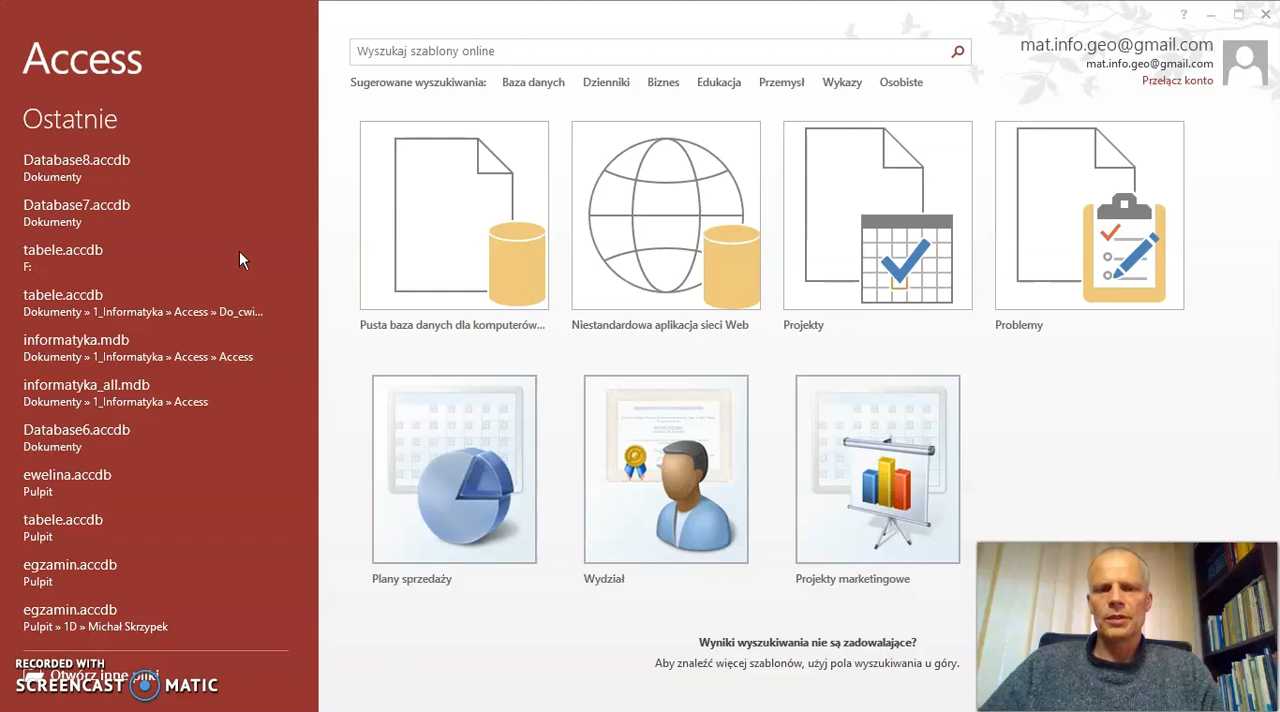 Access
Ostatnie
Database8.accdb
Dokumenty
Database7.accdb
Dokumenty
tabele.accdb
F:
tabele.accdb
Dokumenty » 1_Informatyka » Access » Do_cwi...
informatyka.mdb
Dokumenty » 1_Informatyka » Access » Access
informatyka_all.mdb
Dokumenty » 1_Informatyka » Access
Database6.accdb
Dokumenty
ewelina.accdb
Pulpit
tabele.accdb
Pulpit
egzamin.accdb
Pulpit
egzamin.accdb
Pulpit » 1D » Michał Skrzypek
Otwórz inne pliki
RECORDED WITH
SCREENCAST MATIC
?
Wyszukaj szablony online
mat.info.geo@gmail.com
mat.info.geo@gmail.com
Przełącz konto
Sugerowane wyszukiwania: Baza danych Dzienniki Biznes Edukacja Przemysł Wykazy Osobiste
Pusta baza danych dla komputerów... Niestandardowa aplikacja sieci Web Projekty Problemy
Plany sprzedaży Wydział Projekty marketingowe
Wyniki wyszukiwania nie są zadowalające?
Aby znaleźć więcej szablonów, użyj pola wyszukiwania u góry.